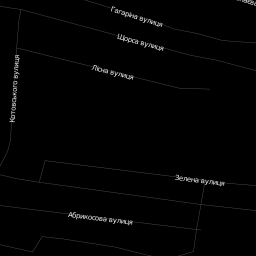 Гагаріна вулиця
Щорса вулиця
Лісна вулиця
Котовського вулиця
Зелена вулиця
Абрикосова вулиця